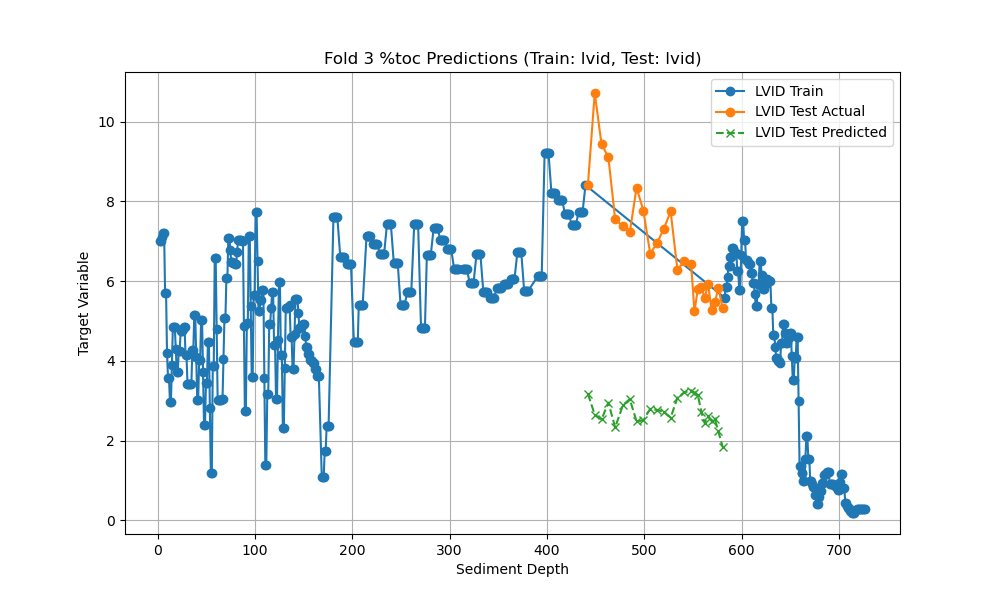 Fold 3 %toc Predictions (Train: lvid, Test: lvid)
LVID Train
LVID Test Actual
LVID Test Predicted
Target Variable
10
8
6
4
2
0
0 100 200 300 400 500 600 700
Sediment Depth